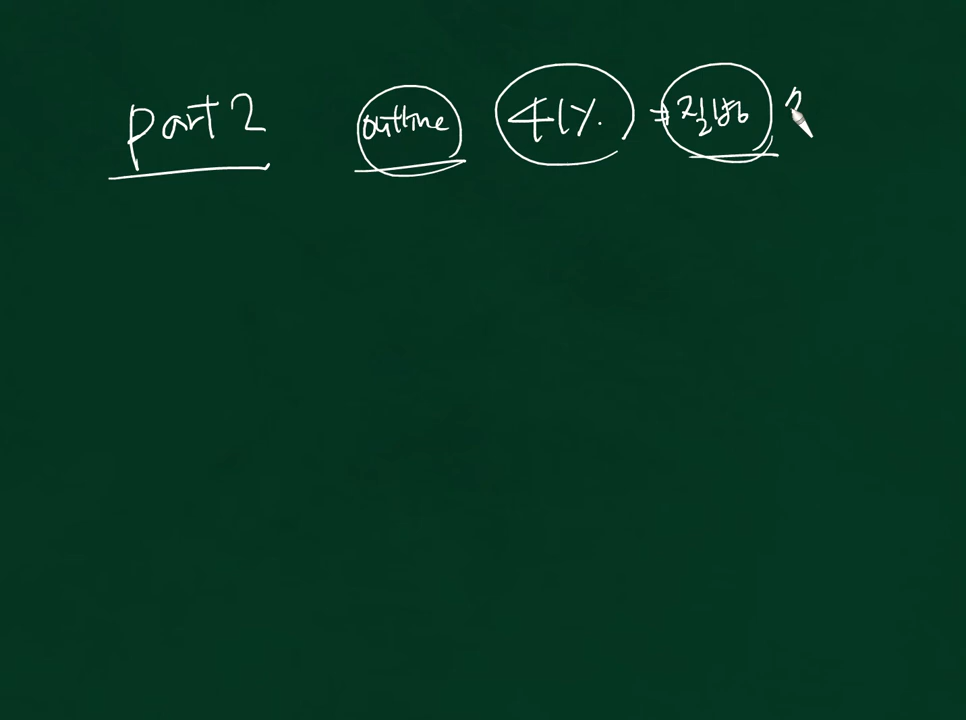 part 2 outline 41%. ⇒ 질병 ?